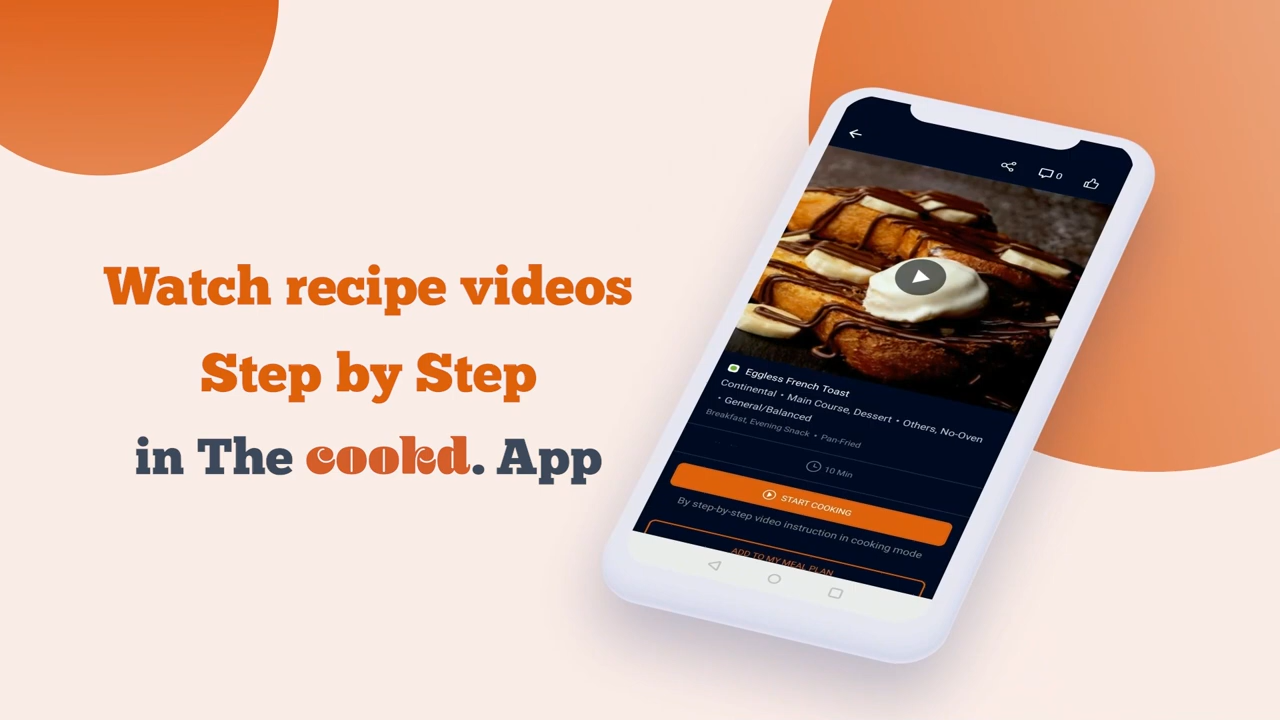 Watch recipe videos
Step by Step
in The cookd. App
0
Eggless French Toast
Continental • Main Course, Dessert • Others, No-Oven
• General/Balanced
Breakfast, Evening Snack • Pan-Fried
10 Min
START COOKING
By step-by-step video instruction in cooking mode
ADD TO MY MEAL PLAN